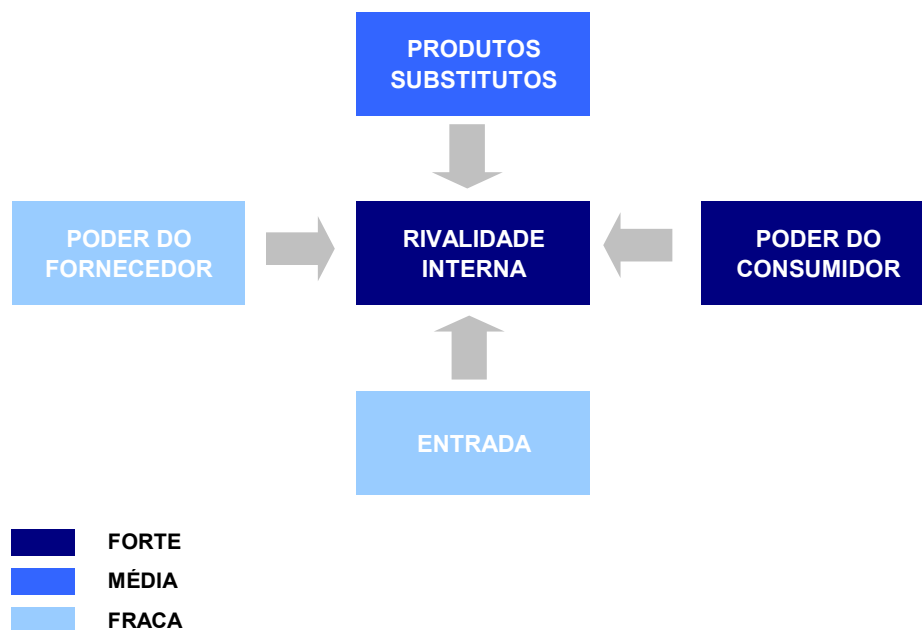 PRODUTOS
SUBSTITUTOS
PODER DO
FORNECEDOR
RIVALIDADE
INTERNA
PODER DO
CONSUMIDOR
ENTRADA
FORTE
MÉDIA
FRACA